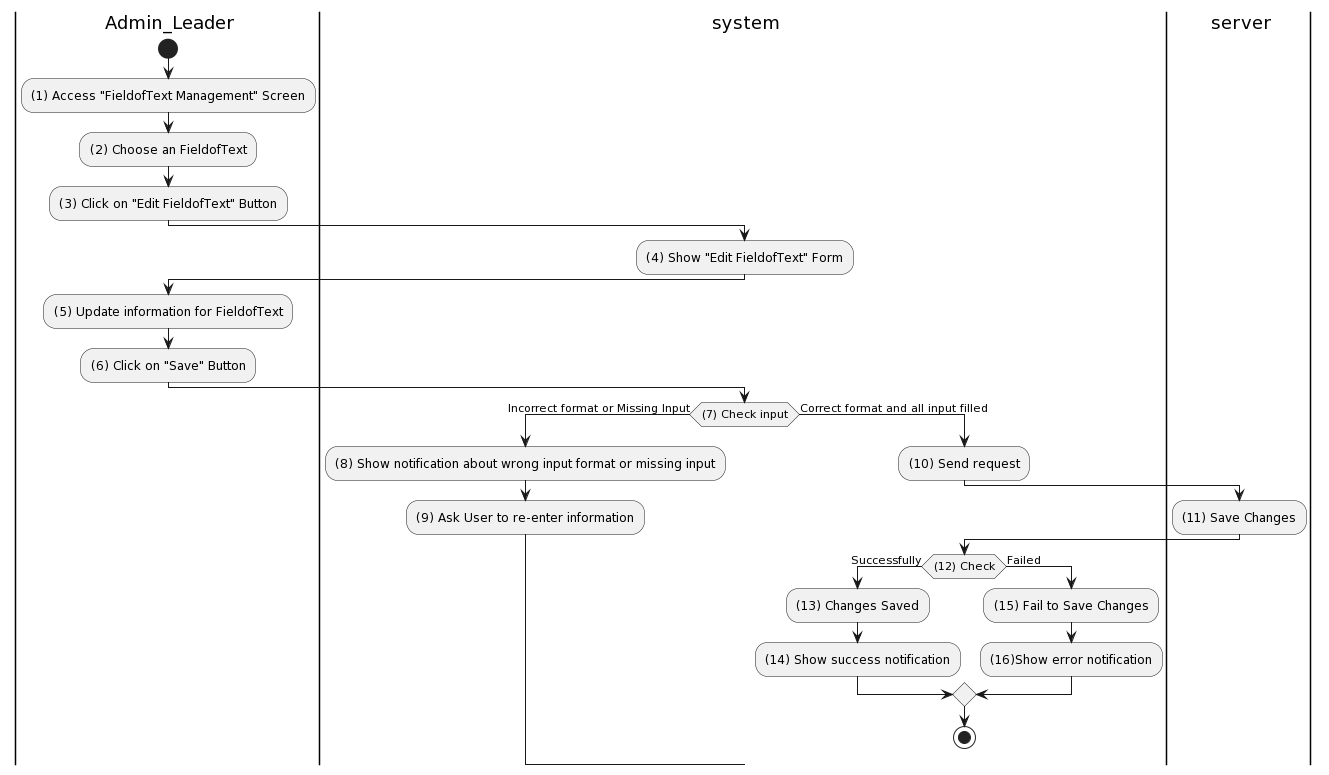 Admin_Leader
system
server
(1) Access "FieldofText Management" Screen
(2) Choose an FieldofText
(3) Click on "Edit FieldofText" Button
(4) Show "Edit FieldofText" Form
(5) Update information for FieldofText
(6) Click on "Save" Button
Incorrect format or Missing Input
(7) Check input
Correct format and all input filled
(8) Show notification about wrong input format or missing input
(10) Send request
(9) Ask User to re-enter information
(11) Save Changes
Successfully
(12) Check
Failed
(13) Changes Saved
(15) Fail to Save Changes
(14) Show success notification
(16)Show error notification